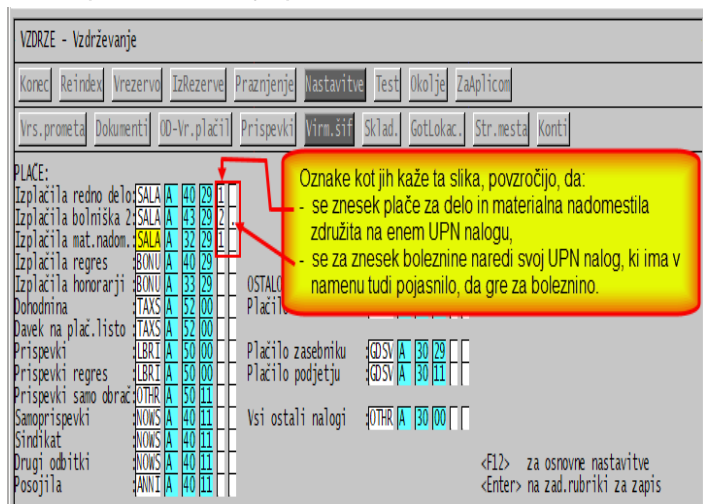 VZDRZE - Vzdrževanje
Konec Reindex Vrezervo IzRezerve Praznjenje Nastavitve Test Okolje ZaAplicom
Vrs.prometa Dokumenti OD-Vr.plačil Prispevki Virm.šif Sklad. GotLokac. Str.mesta Konti
PLAČE:
Izplačila redno delo:SALA A 40 29 1
Izplačila bolniška 2:SALA A 43 29 2 .
Izplačila mat.nadom.:SALA A 32 29 1
Izplačila regres :BONU A 40 29
Izplačila honorarji :BONU A 33 29 OSTALO
Dohodnina :TAXS A 52 00 Plačilo
Davek na plač.listo :TAXS A 52 00
Prispevki :LBRI A 50 00 Plačilo zasebniku :GDSV A 30 29
Prispevki regres :LBRI A 50 00 Plačilo podjetju :GDSV A 30 11
Prispevki samo obrač:OTHR A 50 11
Samoprispevki :NOWS A 40 11 Vsi ostali nalogi :OTHR A 30 00
Sindikat :NOWS A 40 11
Drugi odbitki :NOWS A 40 11
Posojila :ANNI A 40 11
Oznake kot jih kaže ta slika, povzročijo, da:
- se znesek plače za delo in materialna nadomestila
združita na enem UPN nalogu,
- se za znesek boleznine naredi svoj UPN nalog, ki ima v
namenu tudi pojasnilo, da gre za boleznino.
<F12> za osnovne nastavitve
<Enter> na zad.rubriki za zapis